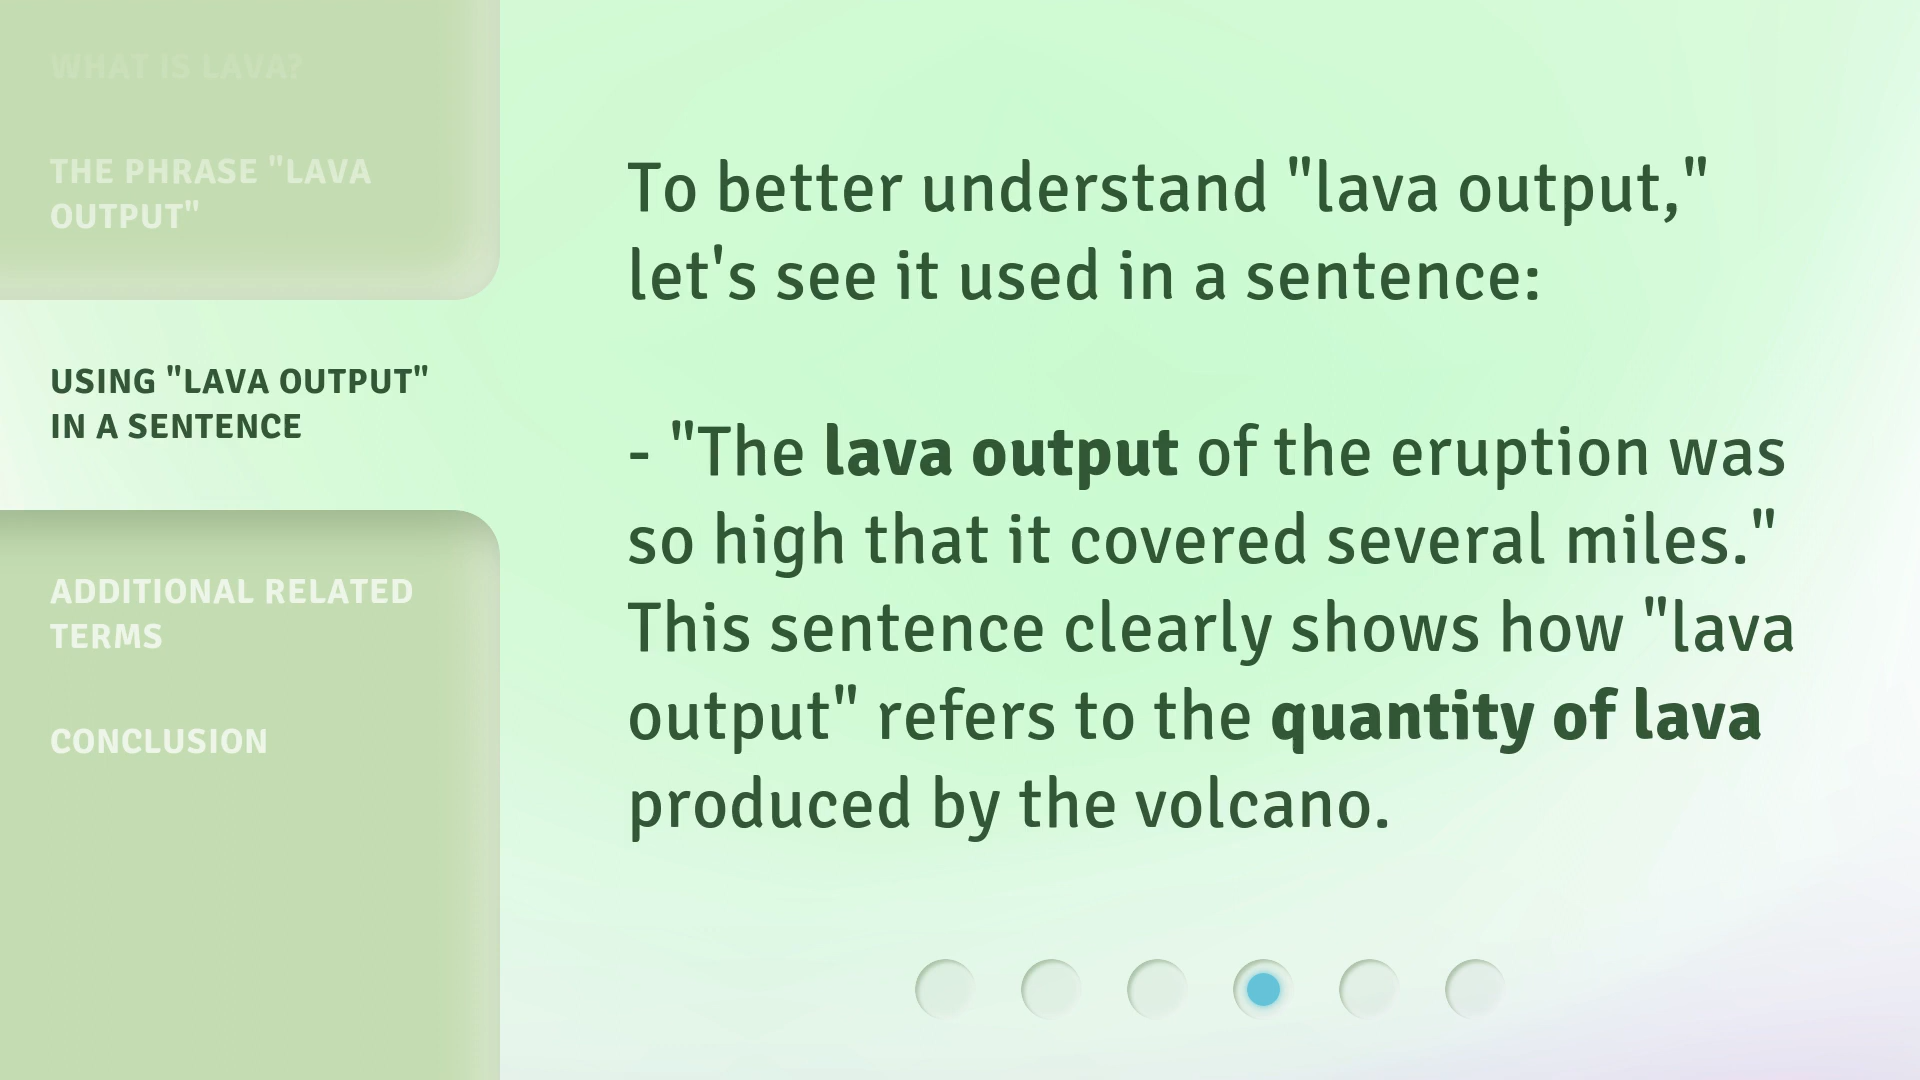 WHAT IS LAVA?
THE PHRASE "LAVA
OUTPUT"
USING "LAVA OUTPUT"
IN A SENTENCE
ADDITIONAL RELATED
TERMS
CONCLUSION
To better understand "lava output,"
let's see it used in a sentence:
- "The lava output of the eruption was
so high that it covered several miles."
This sentence clearly shows how "lava
output" refers to the quantity of lava
produced by the volcano.